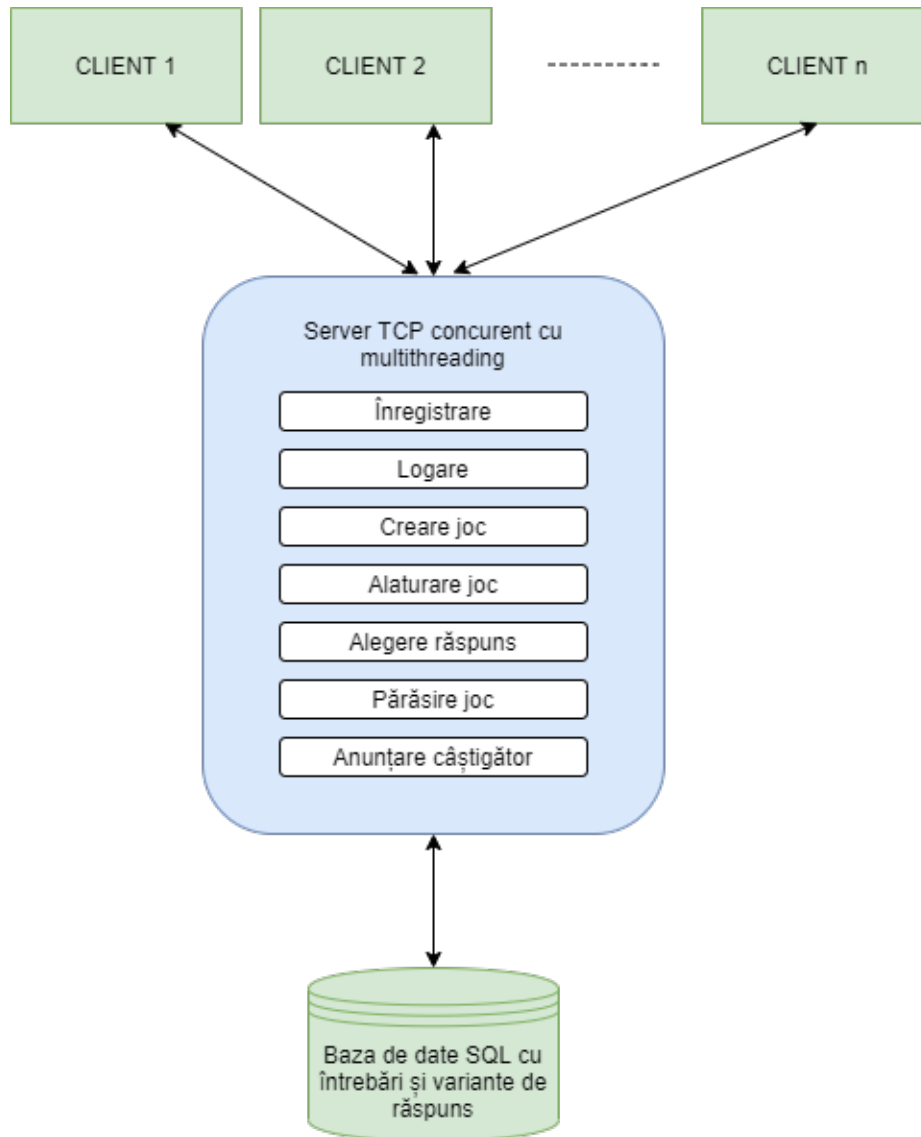 CLIENT 1
CLIENT 2
CLIENT n
Server TCP concurent cu
multithreading
Înregistrare
Logare
Creare joc
Alaturare joc
Alegere răspuns
Părăsire joc
Anunțare câștigător
Baza de date SQL cu
întrebări și variante de
răspuns